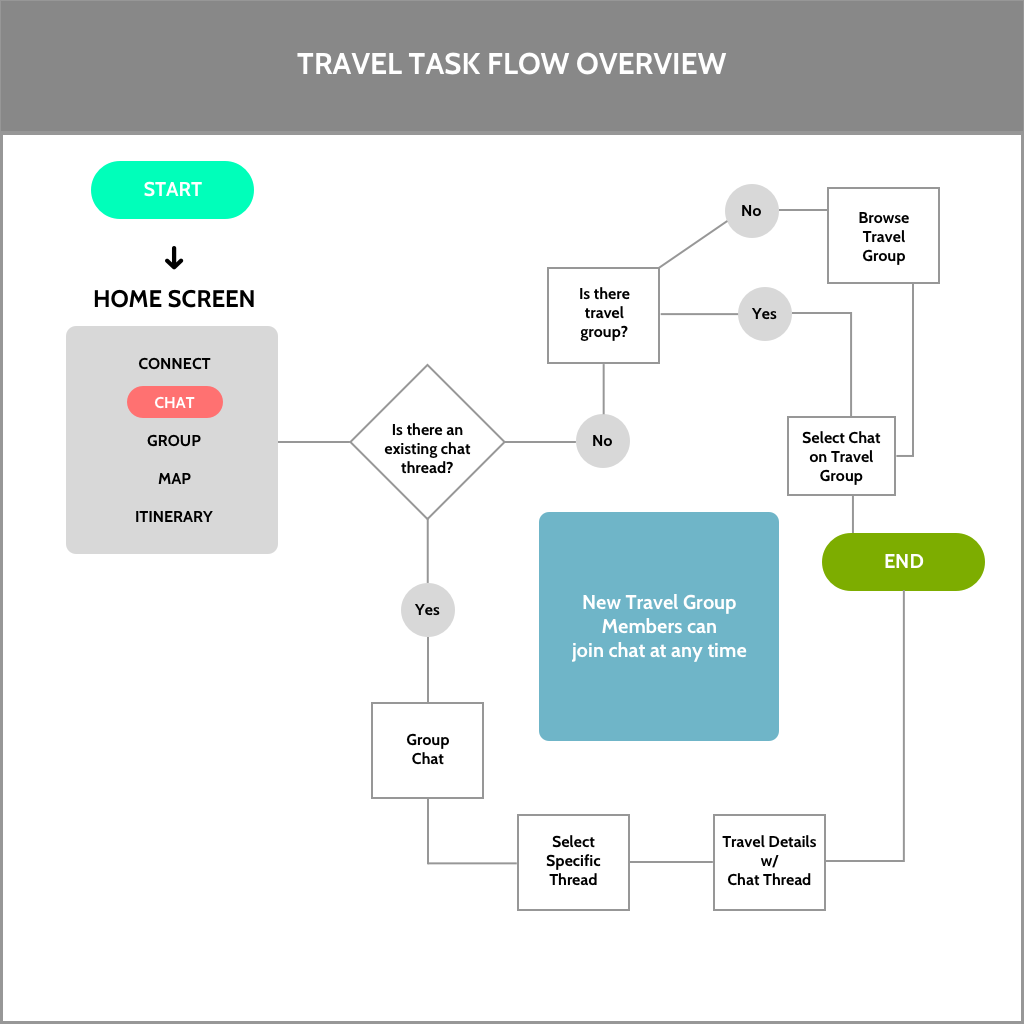 TRAVEL TASK FLOW OVERVIEW
START
HOME SCREEN
CONNECT
CHAT
GROUP
MAP
ITINERARY
Is there an
existing chat
thread?
No
Is there
travel
group?
No
Browse
Travel
Group
Yes
Select Chat
on Travel
Group
END
Yes
Group
Chat
Select
Specific
Thread
Travel Details
w/
Chat Thread
New Travel Group
Members can
join chat at any time